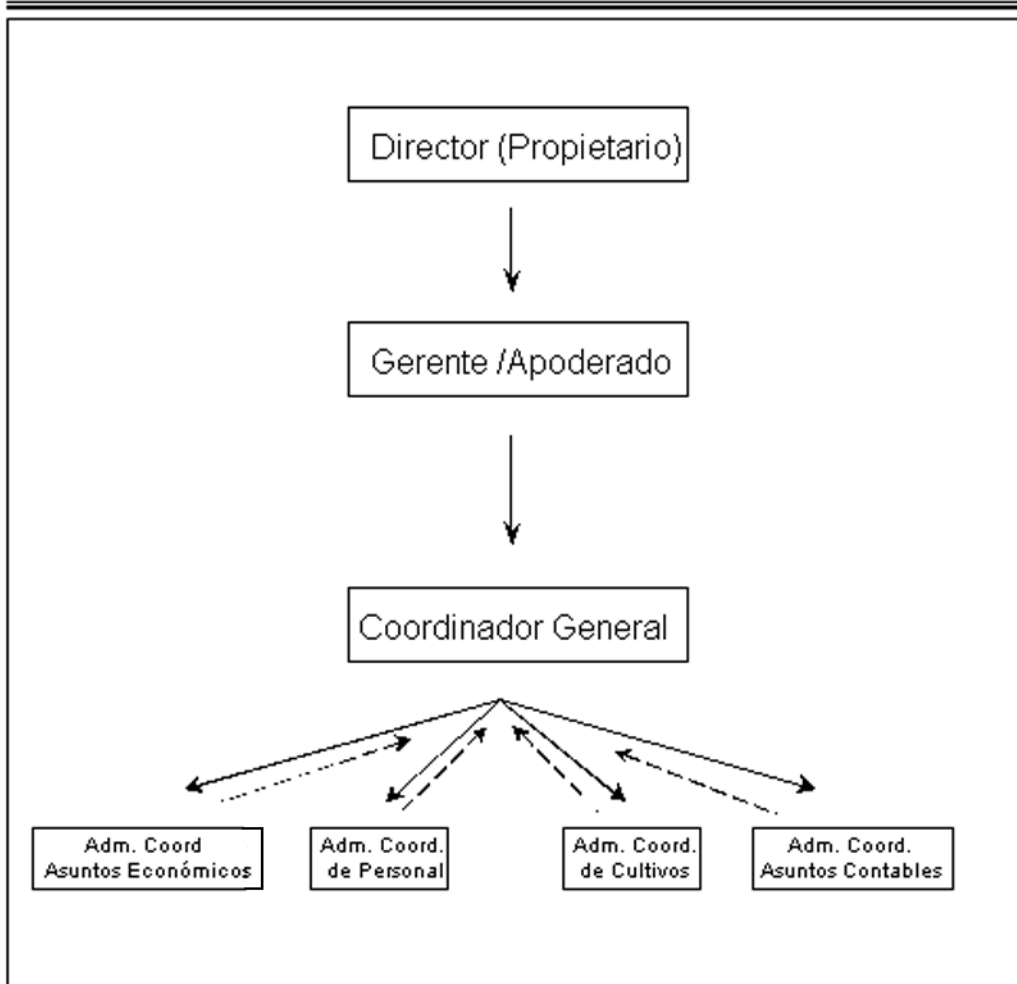 Director (Propietario)
Gerente /Apoderado
Coordinador General
Adm. Coord
Asuntos Económicos
Adm. Coord.
de Personal
Adm. Coord.
de Cultivos
Adm. Coord.
Asuntos Contables